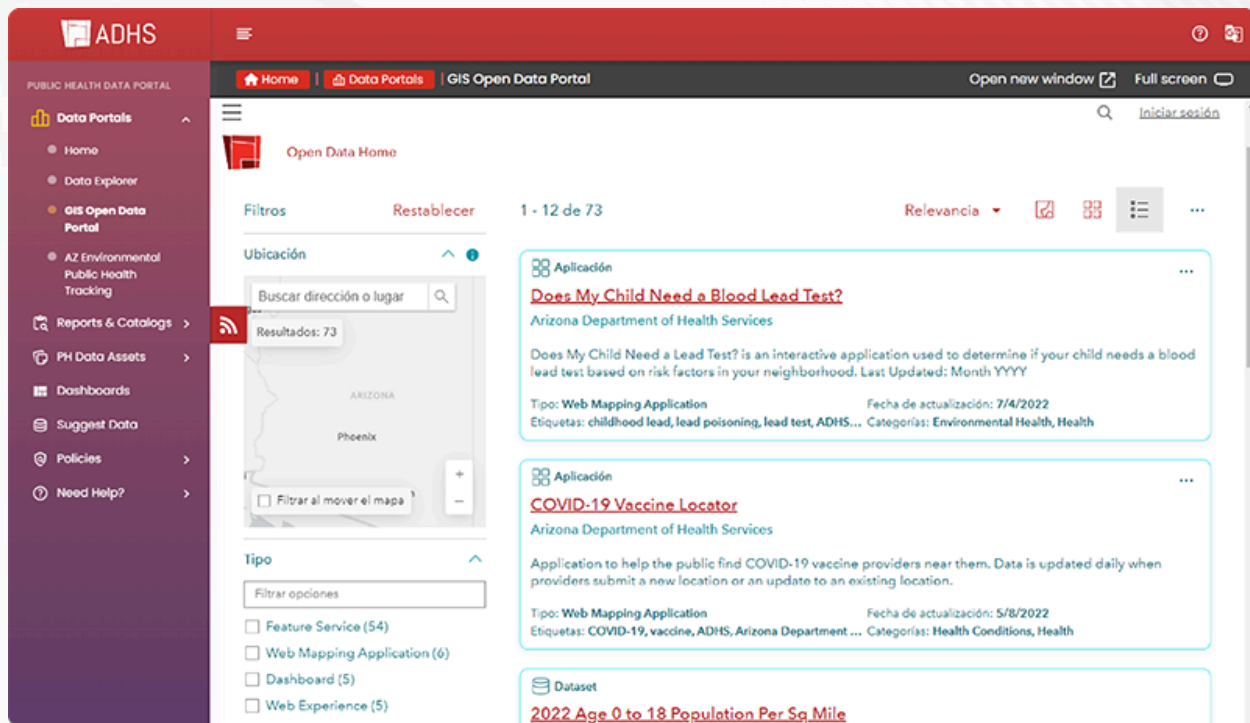 ADHS
PUBLIC HEALTH DATA PORTAL
Data Portals
Home
Data Explorer
GIS Open Data
Portal
AZ Environmental
Public Health
Tracking
Reports & Catalogs
PH Data Assets
Dashboards
Suggest Data
Policies
Need Help?
Home | Data Portals | GIS Open Data Portal
Open new window Full screen
Iniciar sesión
Open Data Home
Filtros Restablecer
1 - 12 de 73 Relevancia
Ubicación
Buscar dirección o lugar
Resultados: 73
ARIZONA
Phoenix
+
Filtrar al mover el mapa
−
Tipo
Filtrar opciones
Feature Service (54)
Web Mapping Application (6)
Dashboard (5)
Web Experience (5)
Aplicación
Does My Child Need a Blood Lead Test?
Arizona Department of Health Services
Does My Child Need a Lead Test? is an interactive application used to determine if your child needs a blood
lead test based on risk factors in your neighborhood. Last Updated: Month YYYY
Tipo: Web Mapping Application Fecha de actualización: 7/4/2022
Etiquetas: childhood lead, lead poisoning, lead test, ADHS... Categorías: Environmental Health, Health
Aplicación
COVID-19 Vaccine Locator
Arizona Department of Health Services
Application to help the public find COVID-19 vaccine providers near them. Data is updated daily when
providers submit a new location or an update to an existing location.
Tipo: Web Mapping Application Fecha de actualización: 5/8/2022
Etiquetas: COVID-19, vaccine, ADHS, Arizona Department ... Categorías: Health Conditions, Health
Dataset
2022 Age 0 to 18 Population Per Sq Mile